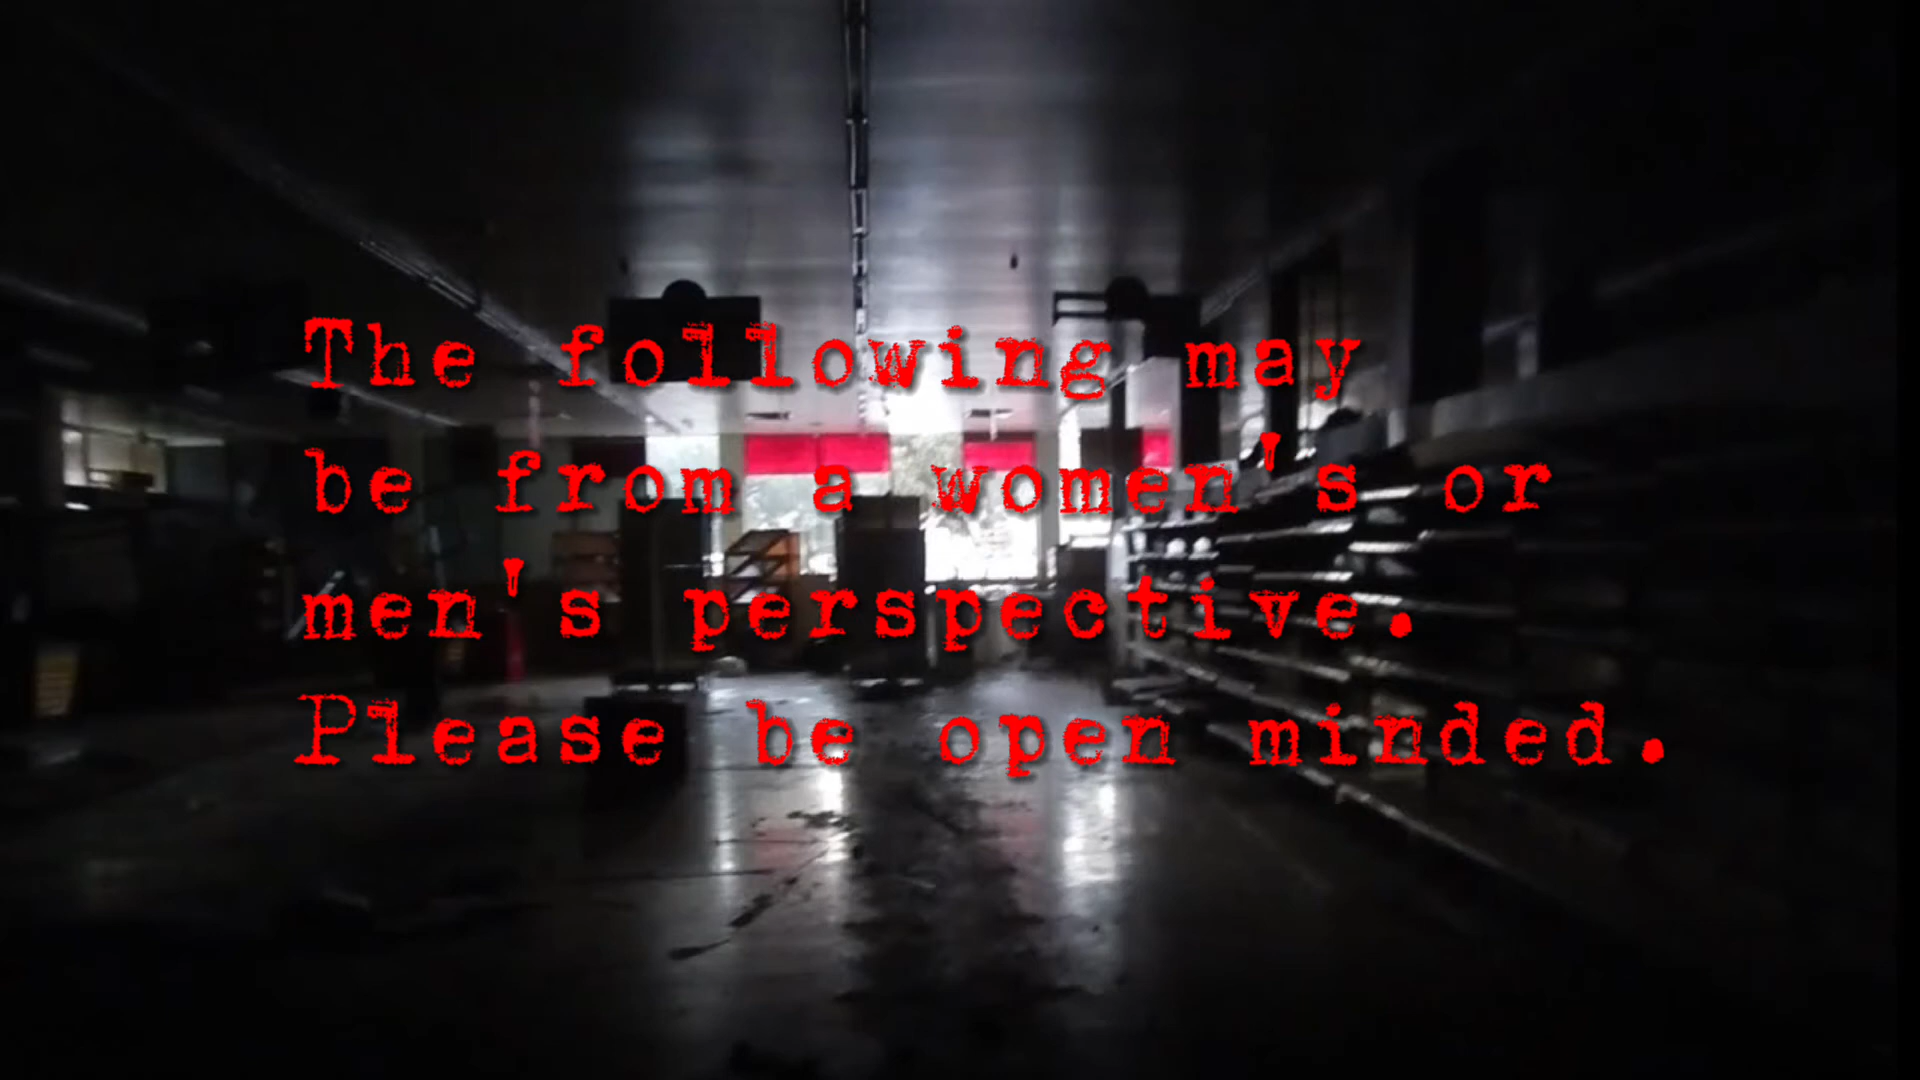 The following may
be from a women's or
men's perspective.
Please be open minded.